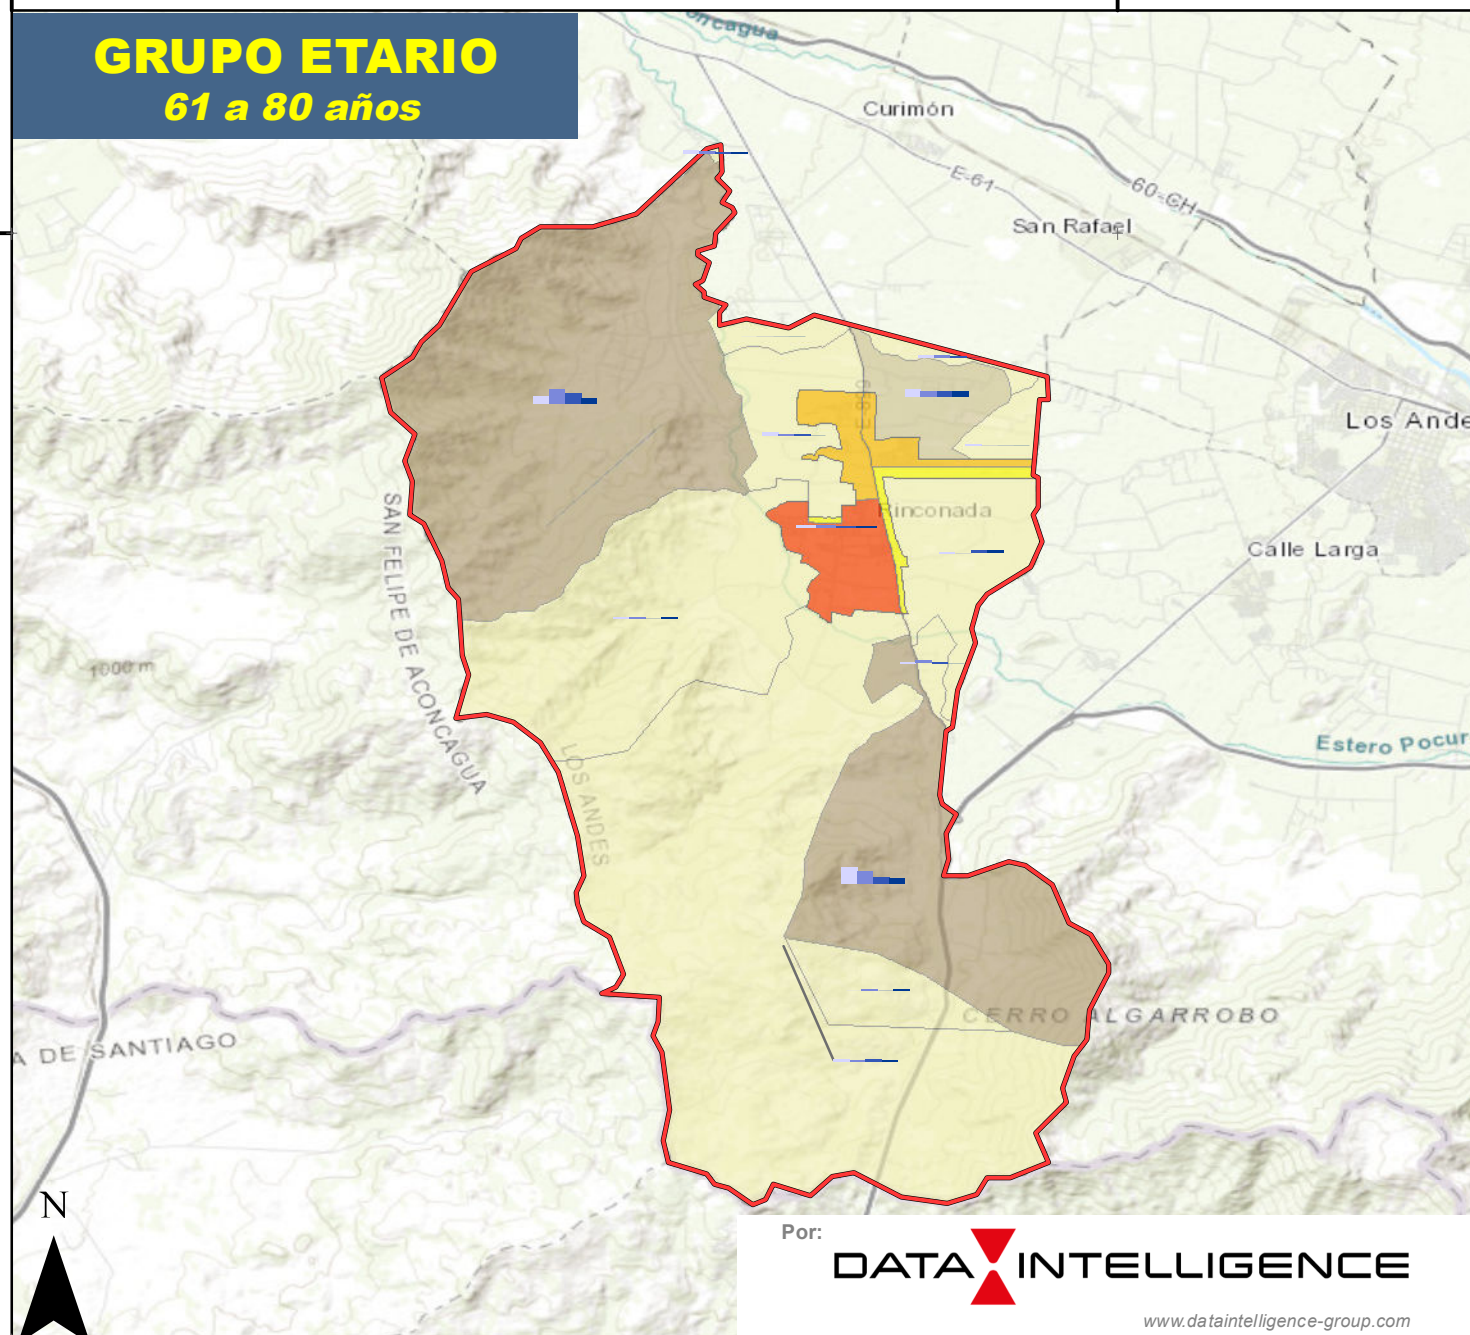 GRUPO ETARIO
61 a 80 años
Curimón
E-61
60-CH
San Rafael
Los Ande
Rinconada
Calle Larga
SAN FELIPE DE ACONCAGUA
1000 m
LOS ANDES
Estero Pocur
CERRO ALGARROBO
A DE SANTIAGO
N
Por:
DATA INTELLIGENCE
www.dataintelligence-group.com